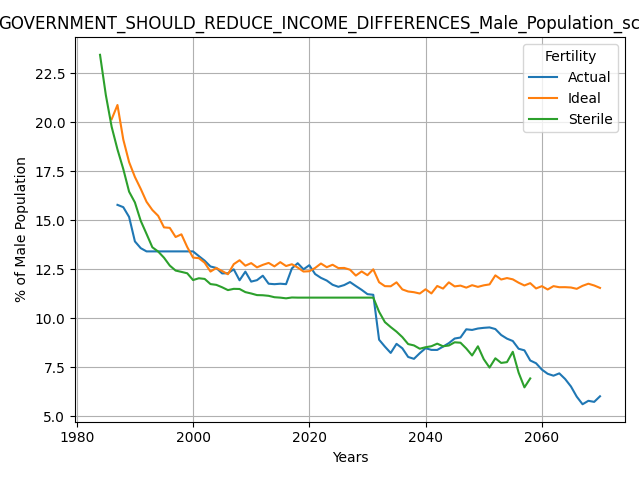 GOVERNMENT_SHOULD_REDUCE_INCOME_DIFFERENCES_Male_Population_sc
Fertility
Actual
Ideal
Sterile
% of Male Population
22.5
20.0
17.5
15.0
12.5
10.0
7.5
5.0
1980 2000 2020 2040 2060
Years